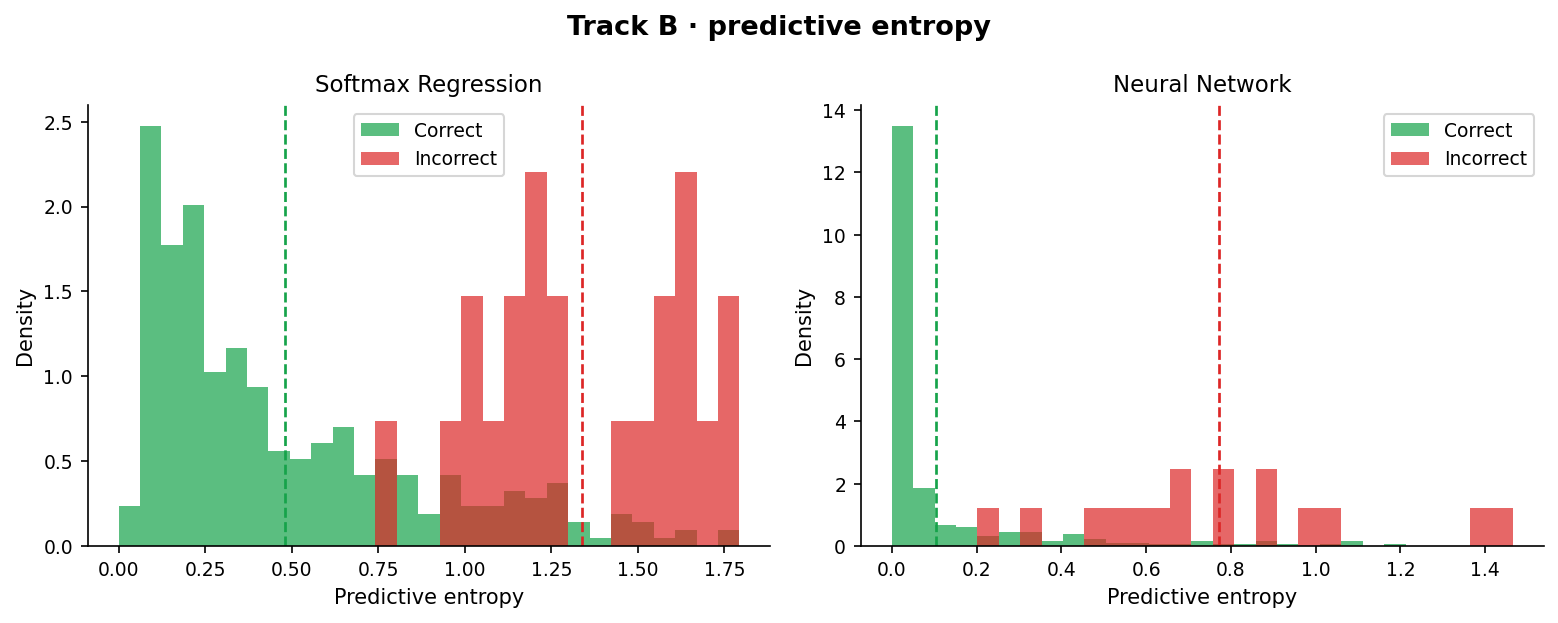 Track B · predictive entropy
Softmax Regression
Density
2.5
2.0
1.5
1.0
0.5
0.0
Correct
Incorrect
0.00 0.25 0.50 0.75 1.00 1.25 1.50 1.75
Predictive entropy
Neural Network
Density
14
12
10
8
6
4
2
0
Correct
Incorrect
0.0 0.2 0.4 0.6 0.8 1.0 1.2 1.4
Predictive entropy